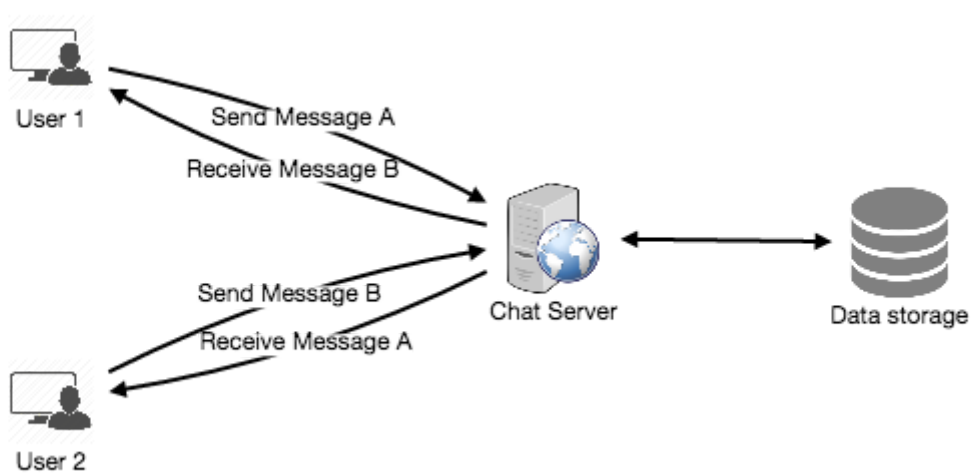 User 1
Send Message A
Receive Message B
Send Message B
Chat Server
Data storage
Receive Message A
User 2